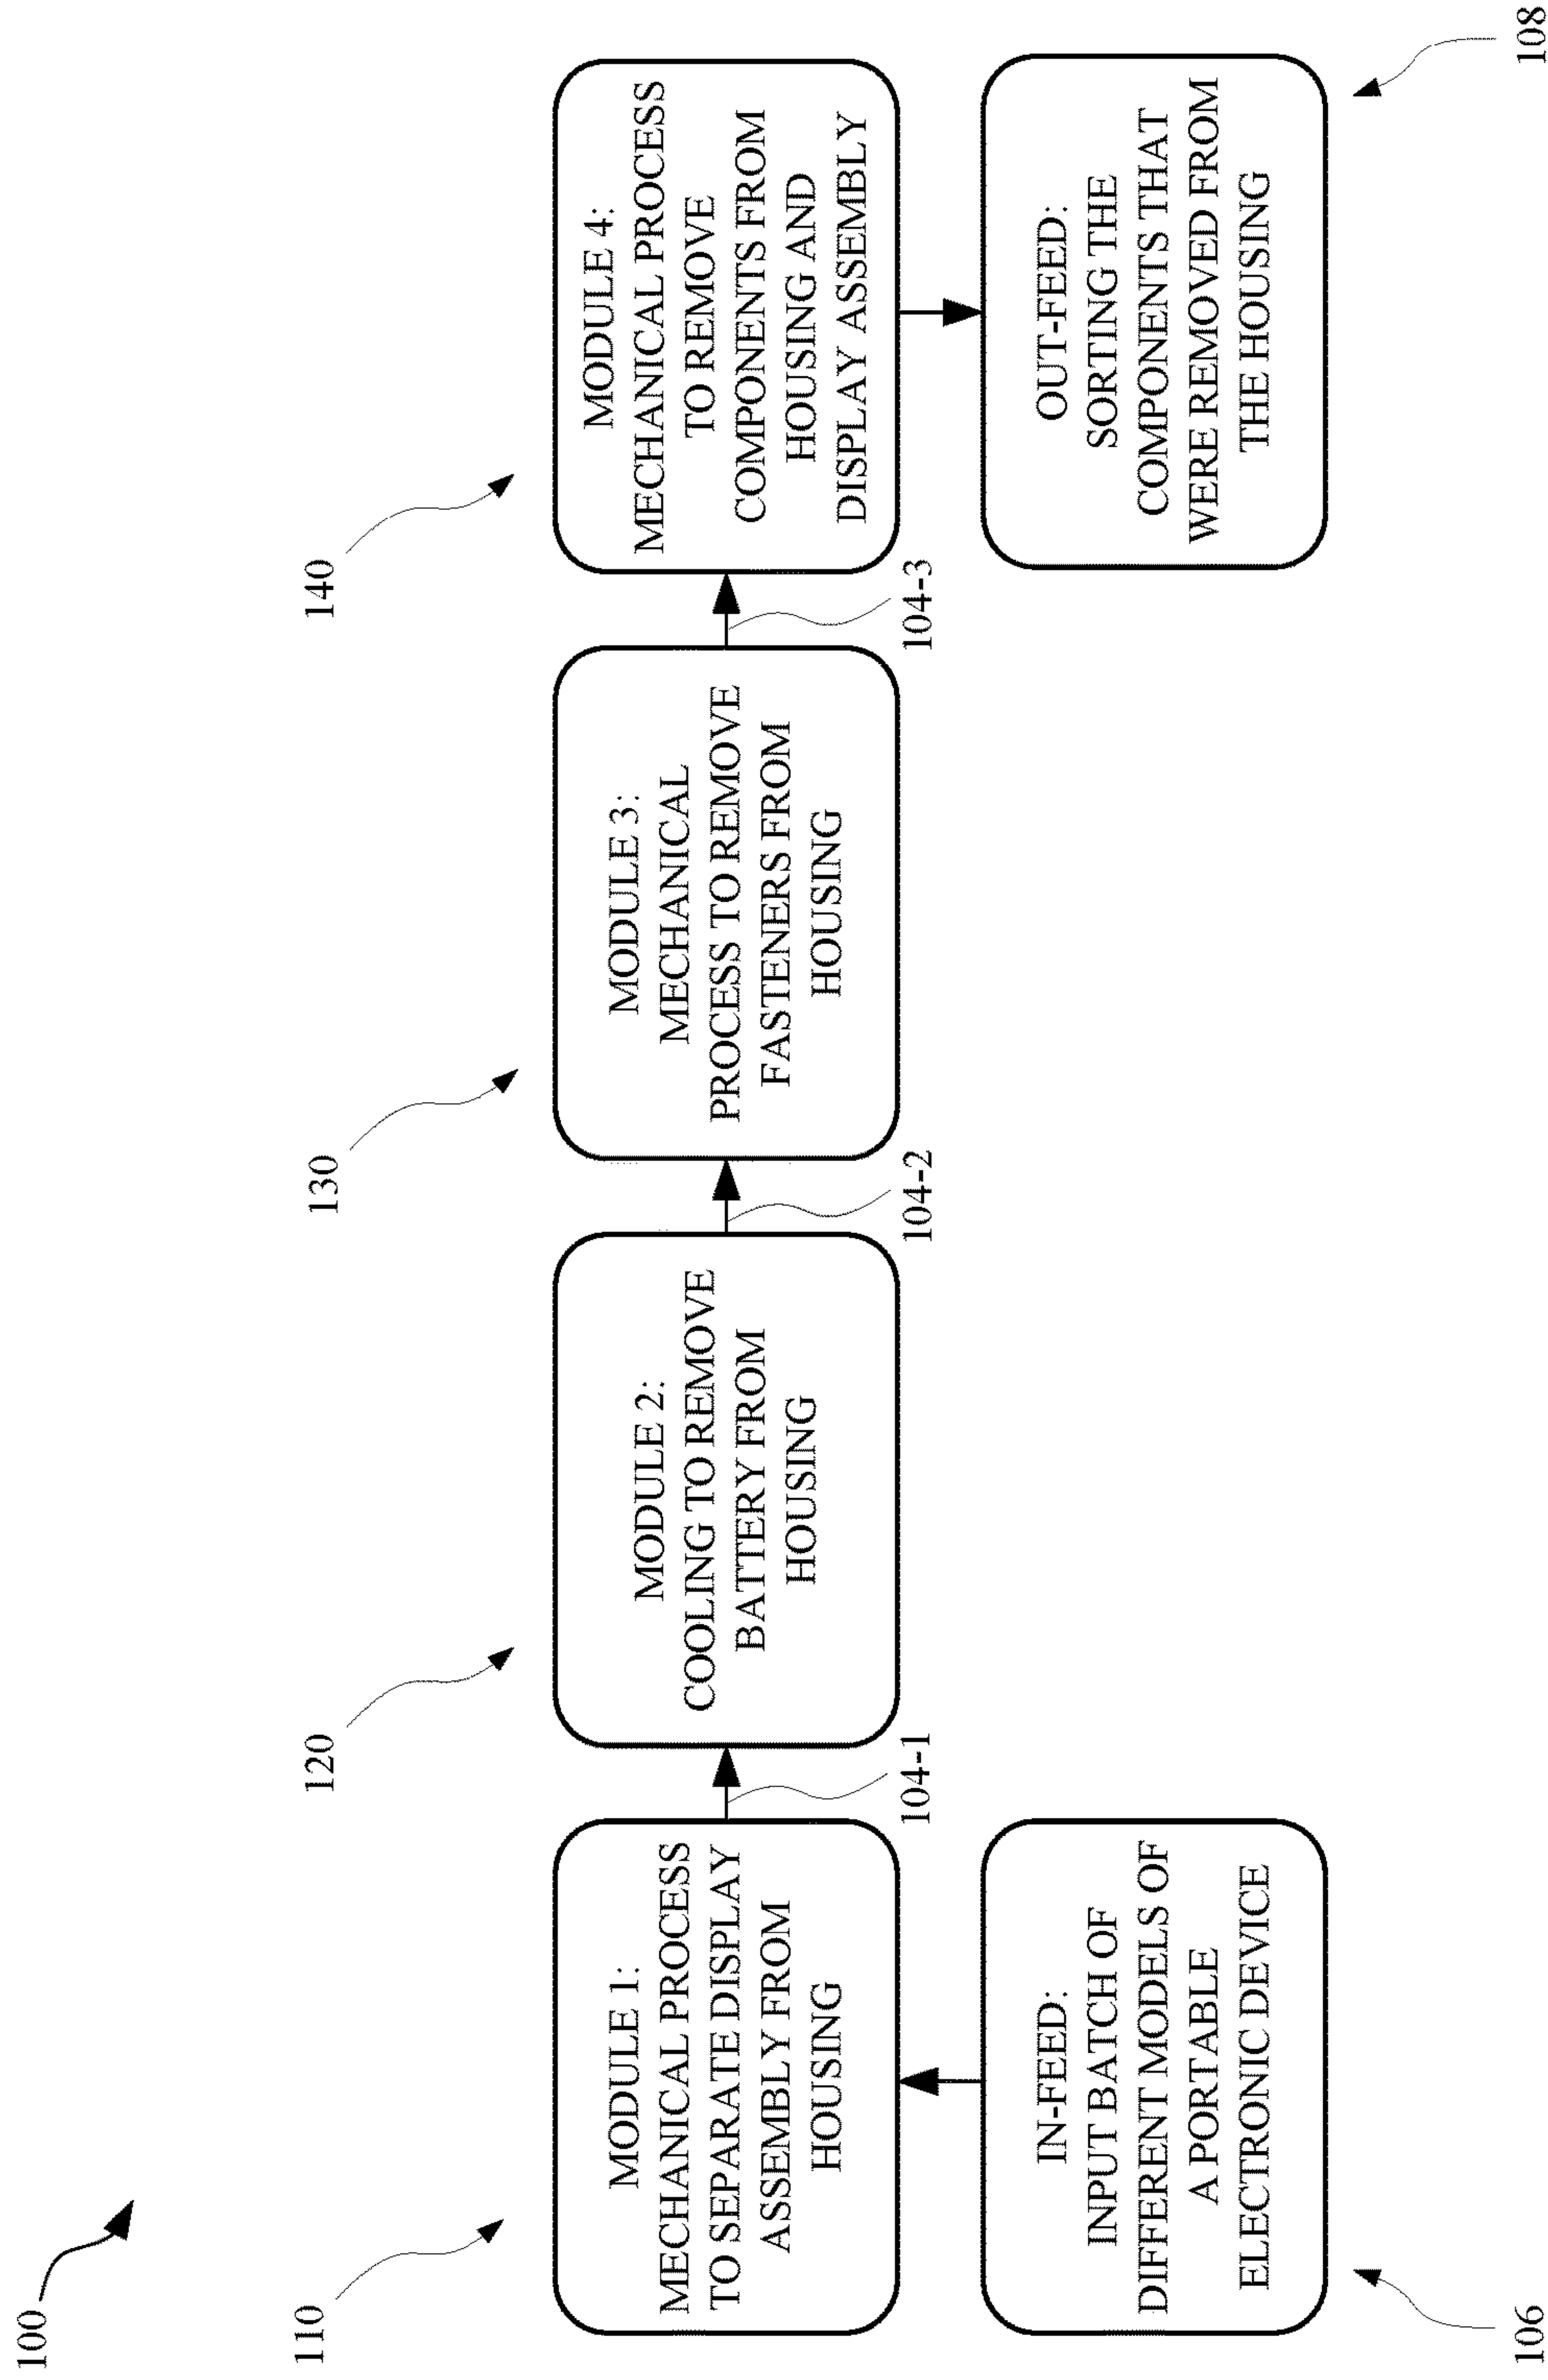 100
110
120
130
140
MODULE 1:
MECHANICAL PROCESS
TO SEPARATE DISPLAY
ASSEMBLY FROM
HOUSING
104-1
MODULE 2:
COOLING TO REMOVE
BATTERY FROM
HOUSING
104-2
MODULE 3:
MECHANICAL
PROCESS TO REMOVE
FASTENERS FROM
HOUSING
104-3
MODULE 4:
MECHANICAL PROCESS
TO REMOVE
COMPONENTS FROM
HOUSING AND
DISPLAY ASSEMBLY
IN-FEED:
INPUT BATCH OF
DIFFERENT MODELS OF
A PORTABLE
ELECTRONIC DEVICE
106
OUT-FEED:
SORTING THE
COMPONENTS THAT
WERE REMOVED FROM
THE HOUSING
108